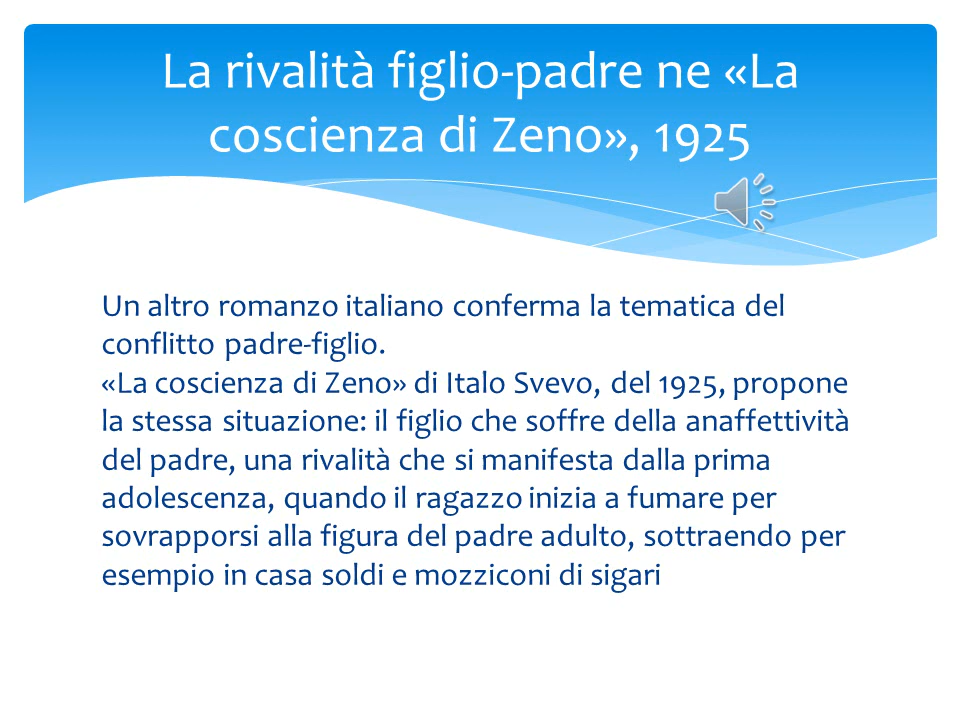 La rivalità figlio-padre ne «La
coscienza di Zeno», 1925
Un altro romanzo italiano conferma la tematica del
conflitto padre-figlio.
«La coscienza di Zeno» di Italo Svevo, del 1925, propone
la stessa situazione: il figlio che soffre della anaffettività
del padre, una rivalità che si manifesta dalla prima
adolescenza, quando il ragazzo inizia a fumare per
sovrapporsi alla figura del padre adulto, sottraendo per
esempio in casa soldi e mozziconi di sigari